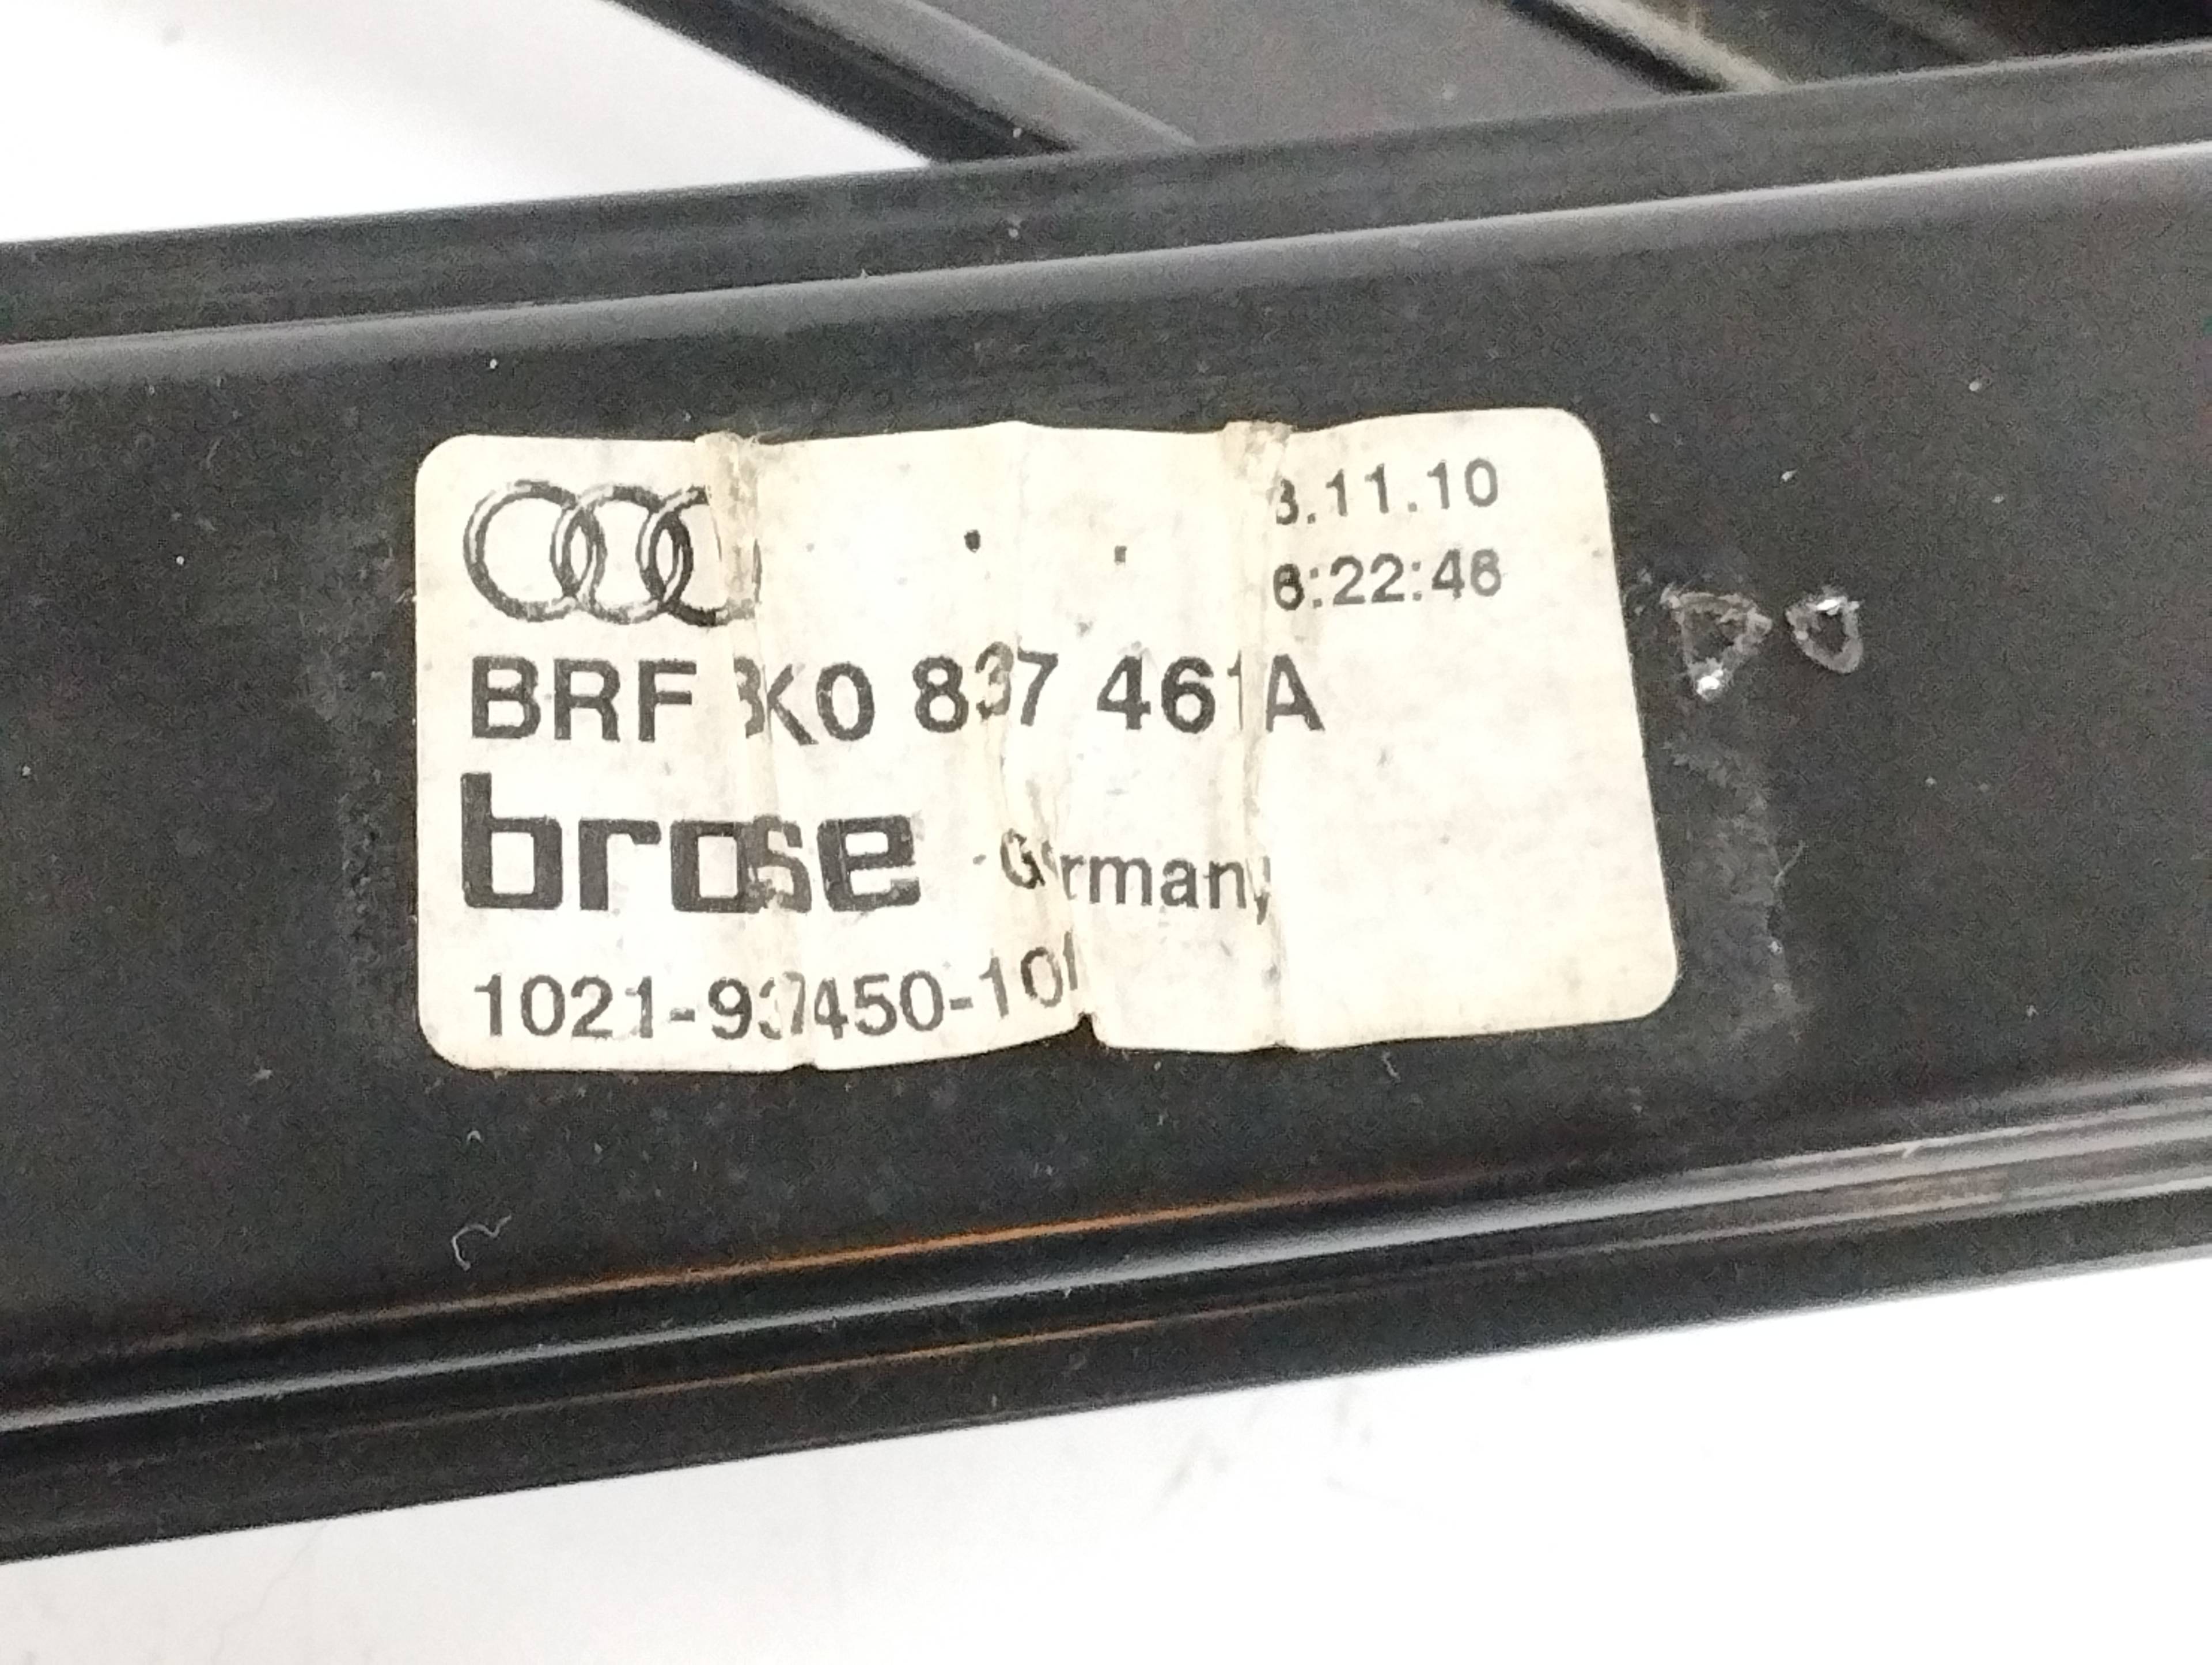 3.11.10
6:22:46
BRF 8K0 837 461A
brose Germany
1021-937450-10